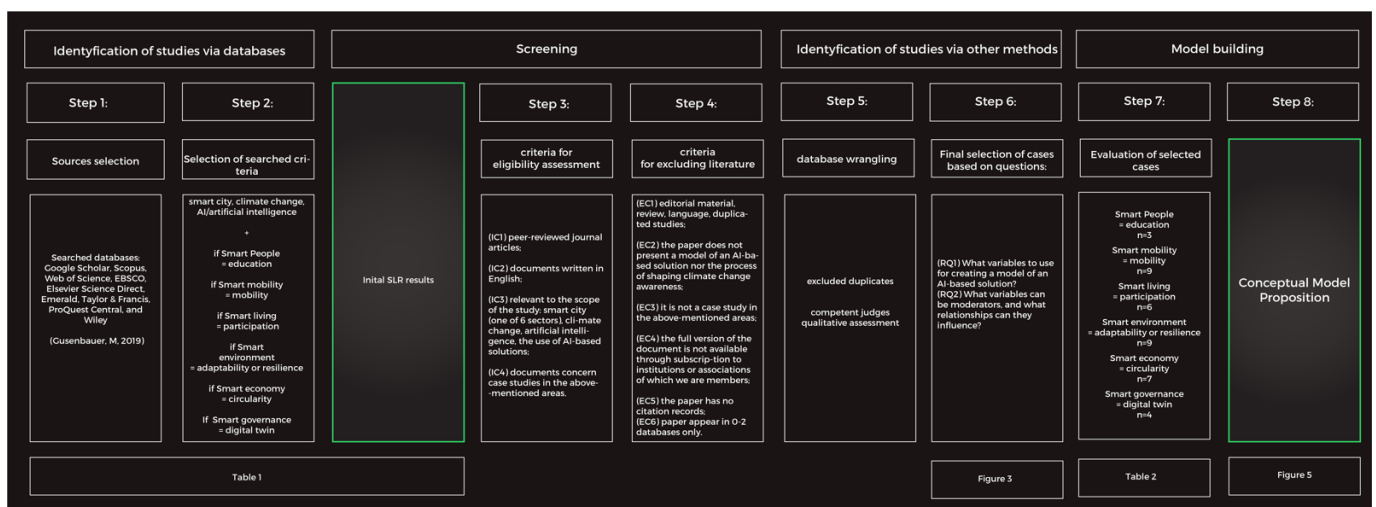 Identyfication of studies via databases
Screening
Identyfication of studies via other methods
Model building
Step 1:
Step 2:
Step 3:
Step 4:
Step 5:
Step 6:
Step 7:
Step 8:
Sources selection
Selection of searched cri-
teria
criteria for
eligibility assessment
criteria
for excluding literature
database wrangling
Final selection of cases
based on questions:
Evaluation of selected
cases
Searched databases:
Google Scholar, Scopus,
Web of Science, EBSCO,
Elsevier Science Direct,
Emerald, Taylor & Francis,
ProQuest Central, and
Wiley
(Gusenbauer, M, 2019)
smart city, climate change,
AI/artificial intelligence
+
if Smart People
= education
if Smart mobility
= mobility
if Smart living
= participation
if Smart
environment
= adaptability or resilience
if Smart economy
= circularity
If Smart governance
= digital twin
Inital SLR results
(IC1) peer-reviewed journal
articles;
(IC2) documents written in
English;
(IC3) relevant to the scope
of the study: smart city
(one of 6 sectors), cli-mate
change, artificial intelli-
gence, the use of AI-based
solutions;
(IC4) documents concern
case studies in the above-
-mentioned areas.
(EC1) editorial material,
review, language, duplica-
ted studies;
(EC2) the paper does not
present a model of an AI-ba-
sed solution nor the process
of shaping climate change
awareness;
(EC3) it is not a case study in
the above-mentioned areas;
(EC4) the full version of the
document is not available
through subscrip-tion to
institutions or associations
of which we are members;
(EC5) the paper has no
citation records;
(EC6) paper appear in 0-2
databases only.
excluded duplicates
competent judges
qualitative assessment
(RQ1) What variables to use
for creating a model of an
AI-based solution?
(RQ2) What variables can
be moderators, and what
relationships can they
influence?
Smart People
= education
n=3
Smart mobility
= mobility
n=9
Smart living
= participation
n=6
Smart environment
= adaptability or resilience
n=9
Smart economy
= circularity
n=7
Smart governance
= digital twin
n=4
Conceptual Model
Proposition
Table 1
Figure 3
Table 2
Figure 5